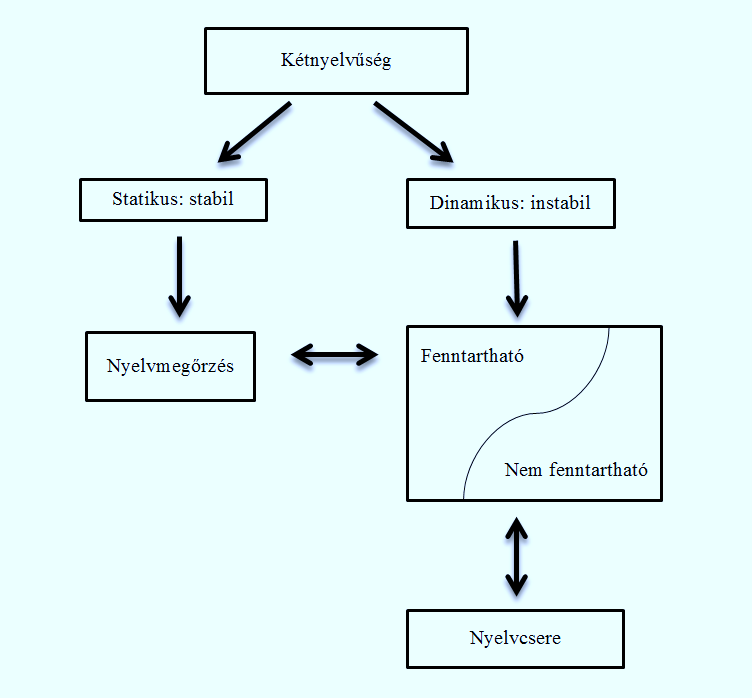 Kétnyelvűség
Statikus: stabil
Dinamikus: instabil
Nyelvmegőrzés
Fenntartható
Nem fenntartható
Nyelvcsere